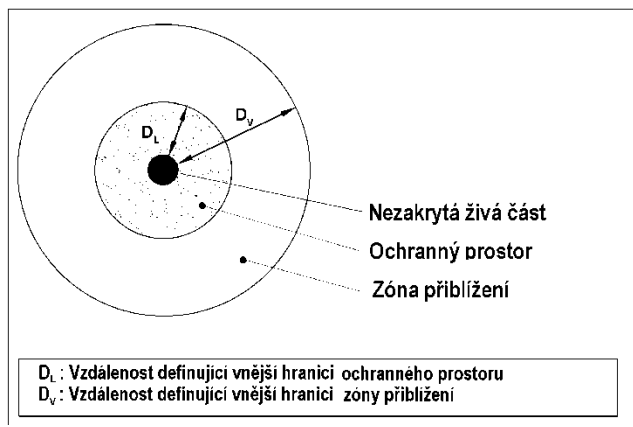 D_V
D_L
Nezakrytá živá část
Ochranný prostor
Zóna přiblížení
D_L : Vzdálenost definující vnější hranici ochranného prostoru
D_V : Vzdálenost definující vnější hranici zóny přiblížení